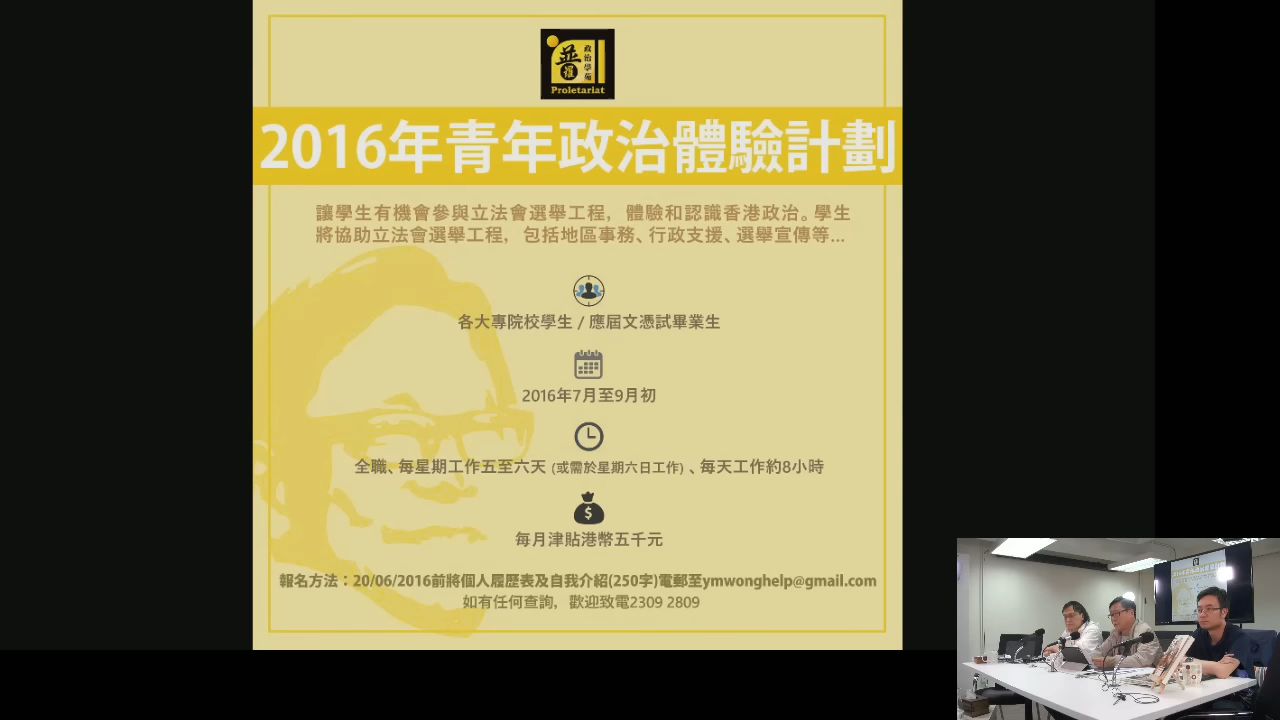 普羅
政治學苑
Proletariat
2016年青年政治體驗計劃
讓學生有機會參與立法會選舉工程，體驗和認識香港政治。學生
將協助立法會選舉工程，包括地區事務、行政支援、選舉宣傳等...
各大專院校學生 / 應屆文憑試畢業生
2016年7月至9月初
全職、每星期工作五至六天 (或需於星期六日工作) 、每天工作約8小時
$
每月津貼港幣五千元
報名方法：20/06/2016前將個人履歷表及自我介紹(250字)電郵至ymwonghelp@gmail.com
如有任何查詢，歡迎致電2309 2809